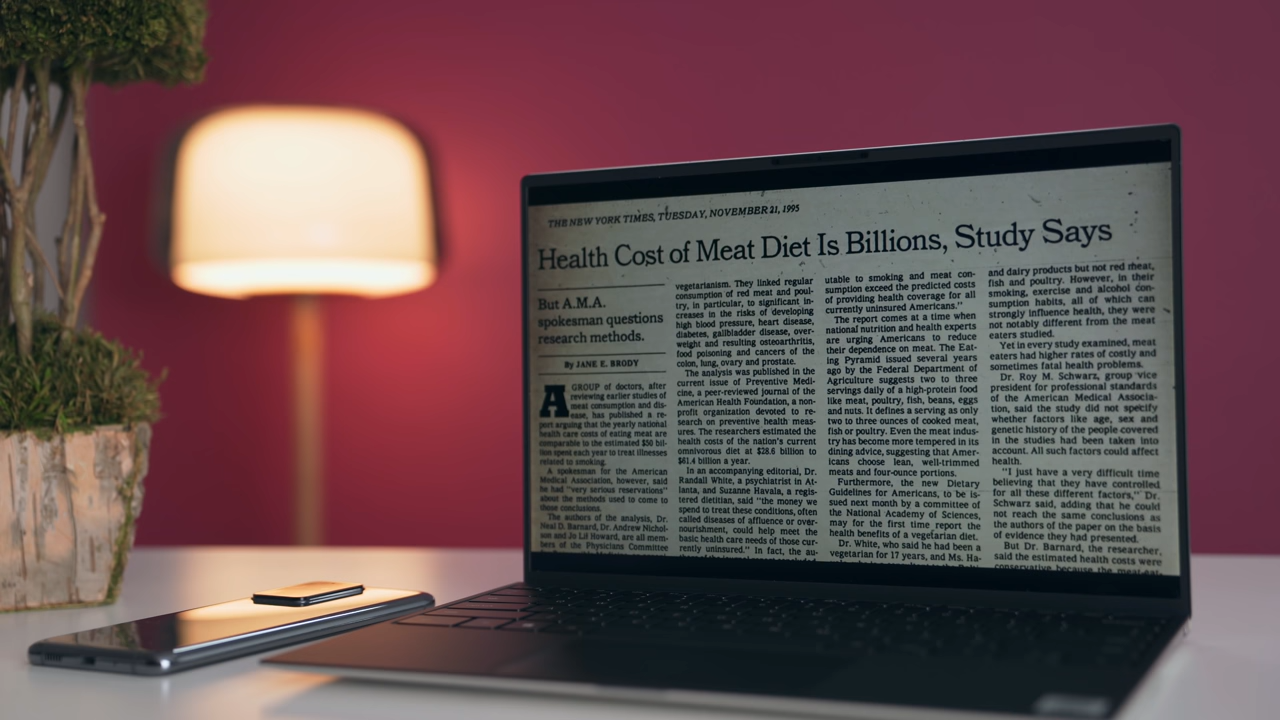 THE NEW YORK TIMES, TUESDAY, NOVEMBER 21, 1995
Health Cost of Meat Diet Is Billions, Study Says
But A.M.A.
spokesman questions
research methods.
By JANE E. BRODY
A GROUP of doctors, after
reviewing earlier studies of
meat consumption and dis-
ease, has published a re-
port arguing that the yearly national
health care costs of eating meat are
comparable to the estimated $50 bil-
lion spent each year to treat illnesses
related to smoking.
A spokesman for the American
Medical Association, however, said
he had "very serious reservations"
about the methods used to come to
those conclusions.
The authors of the analysis, Dr.
Neal D. Barnard, Dr. Andrew Nichol-
son and Jo Lil Howard, are all mem-
bers of the Physicians Committee
vegetarianism. They linked regular
consumption of red meat and poul-
try, in particular, to significant in-
creases in the risks of developing
high blood pressure, heart disease,
diabetes, gallbladder disease, over-
weight and resulting osteoarthritis,
food poisoning and cancers of the
colon, lung, ovary and prostate.
The analysis was published in the
current issue of Preventive Medi-
cine, a peer-reviewed journal of the
American Health Foundation, a non-
profit organization devoted to re-
search on preventive health meas-
ures. The researchers estimated the
health costs of the nation's current
omnivorous diet at $28.6 billion to
$61.4 billion a year.
In an accompanying editorial, Dr.
Randall White, a psychiatrist in At-
lanta, and Suzanne Havala, a regis-
tered dietitian, said "the money we
spend to treat these conditions, often
called diseases of affluence or over-
nourishment, could help meet the
basic health care needs of those cur-
rently uninsured." In fact, the au-
utable to smoking and meat con-
sumption exceed the predicted costs
of providing health coverage for all
currently uninsured Americans."
The report comes at a time when
national nutrition and health experts
are urging Americans to reduce
their dependence on meat. The Eat-
ing Pyramid issued several years
ago by the Federal Department of
Agriculture suggests two to three
servings daily of a high-protein food
like meat, poultry, fish, beans, eggs
and nuts. It defines a serving as only
two to three ounces of cooked meat,
fish or poultry. Even the meat indus-
try has become more tempered in its
dining advice, suggesting that Amer-
icans choose lean, well-trimmed
meats and four-ounce portions.
Furthermore, the new Dietary
Guidelines for Americans, to be is-
sued next month by a committee of
the National Academy of Sciences,
may for the first time report the
health benefits of a vegetarian diet.
Dr. White, who said he had been a
vegetarian for 17 years, and Ms. Ha-
and dairy products but not red meat,
fish and poultry. However, in their
smoking, exercise and alcohol con-
sumption habits, all of which can
strongly influence health, they were
not notably different from the meat
eaters studied.
Yet in every study examined, meat
eaters had higher rates of costly and
sometimes fatal health problems.
Dr. Roy M. Schwarz, group vice
president for professional standards
of the American Medical Associa-
tion, said the study did not specify
whether factors like age, sex and
genetic history of the people covered
in the studies had been taken into
account. All such factors could affect
health.
"I just have a very difficult time
believing that they have controlled
for all these different factors," Dr.
Schwarz said, adding that he could
not reach the same conclusions as
the authors of the paper on the basis
of evidence they had presented.
But Dr. Barnard, the researcher,
said the estimated health costs were
conservative because the meat-eat-